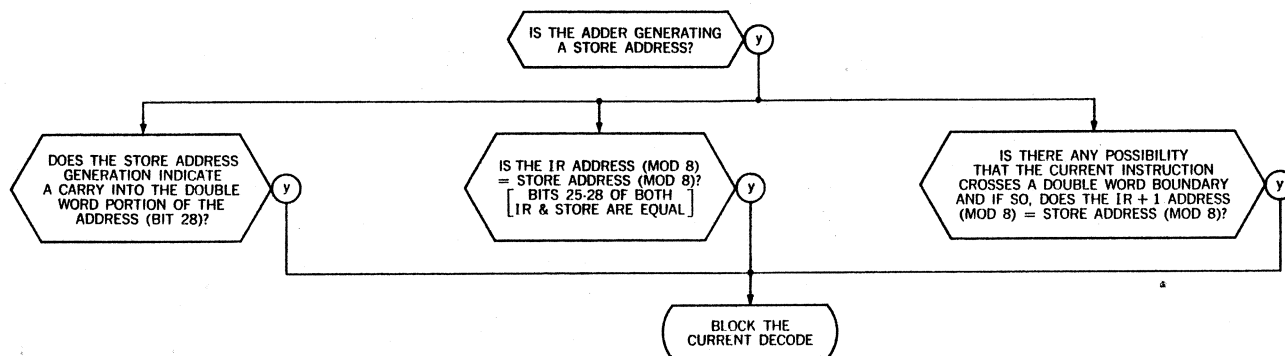 IS THE ADDER GENERATING
A STORE ADDRESS?
y
DOES THE STORE ADDRESS
GENERATION INDICATE
A CARRY INTO THE DOUBLE
WORD PORTION OF THE
ADDRESS (BIT 28)?
y
IS THE IR ADDRESS (MOD 8)
= STORE ADDRESS (MOD 8)?
BITS 25-28 OF BOTH
[IR & STORE ARE EQUAL]
y
IS THERE ANY POSSIBILITY
THAT THE CURRENT INSTRUCTION
CROSSES A DOUBLE WORD BOUNDARY
AND IF SO, DOES THE IR + 1 ADDRESS
(MOD 8) = STORE ADDRESS (MOD 8)?
y
BLOCK THE
CURRENT DECODE